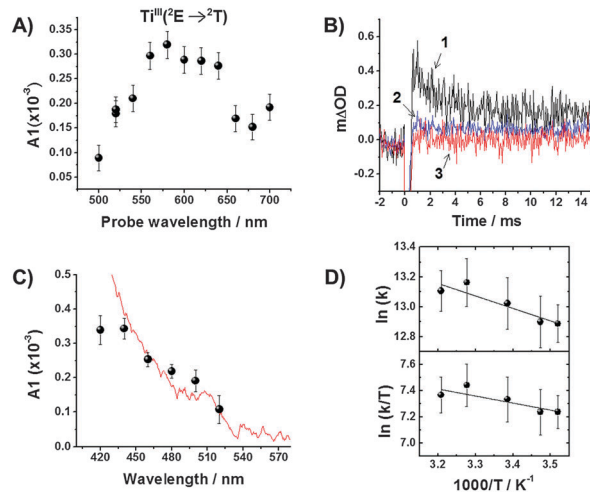 A)
Ti^III(²E →²T)
A1(x10⁻³)
0.35
0.30
0.25
0.20
0.15
0.10
0.05
500 550 600 650 700
Probe wavelength / nm
B)
mΔOD
0.6
0.4
0.2
0.0
-0.2
1
2
3
-2 0 2 4 6 8 10 12 14
Time / ms
C)
A1 (x10⁻³)
0.5
0.4
0.3
0.2
0.1
0.0
420 450 480 510 540 570
Wavelength / nm
D)
ln (k)
13.4
13.2
13.0
12.8
ln (k/T)
7.6
7.4
7.2
7.0
3.2 3.3 3.4 3.5
1000/T / K⁻¹